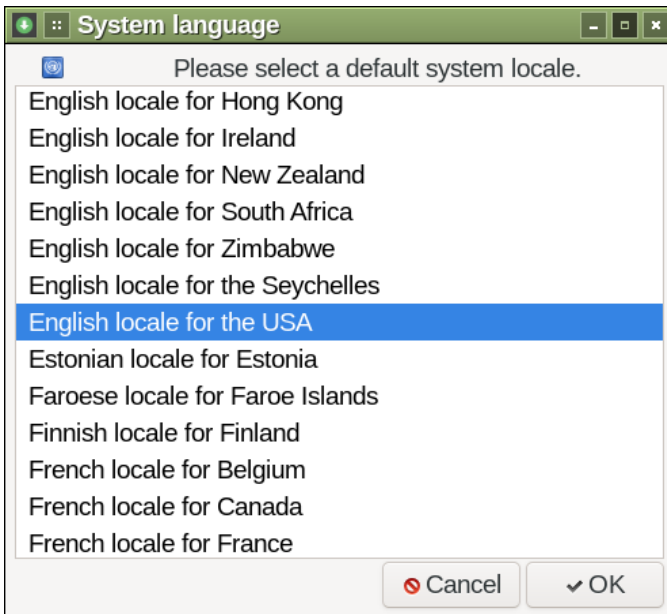 System language
Please select a default system locale.
English locale for Hong Kong
English locale for Ireland
English locale for New Zealand
English locale for South Africa
English locale for Zimbabwe
English locale for the Seychelles
English locale for the USA
Estonian locale for Estonia
Faroese locale for Faroe Islands
Finnish locale for Finland
French locale for Belgium
French locale for Canada
French locale for France
Cancel OK